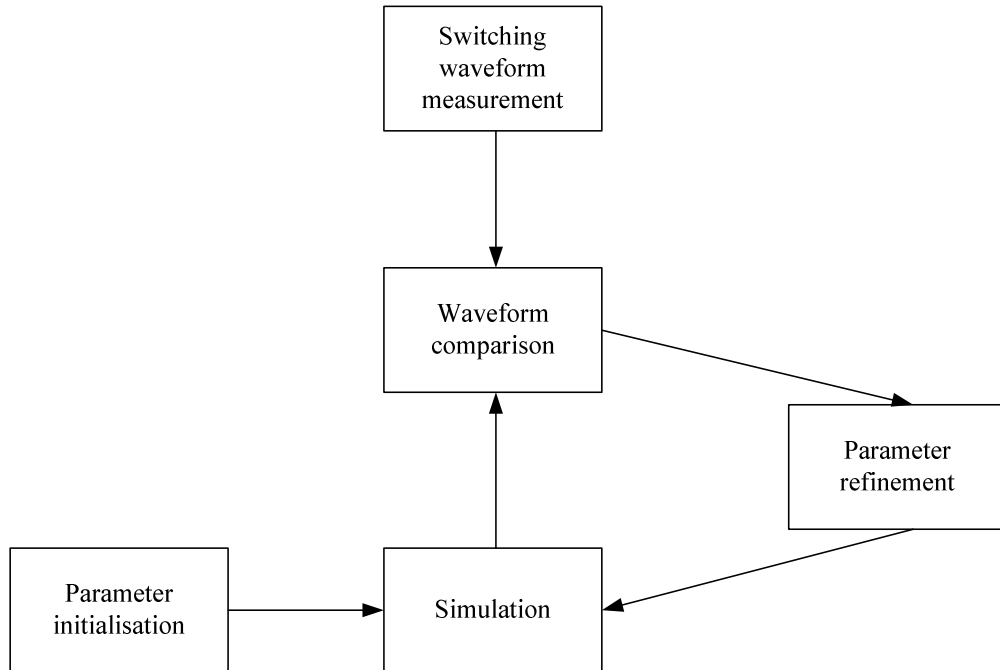 Switching
waveform
measurement
Waveform
comparison
Parameter
refinement
Parameter
initialisation
Simulation